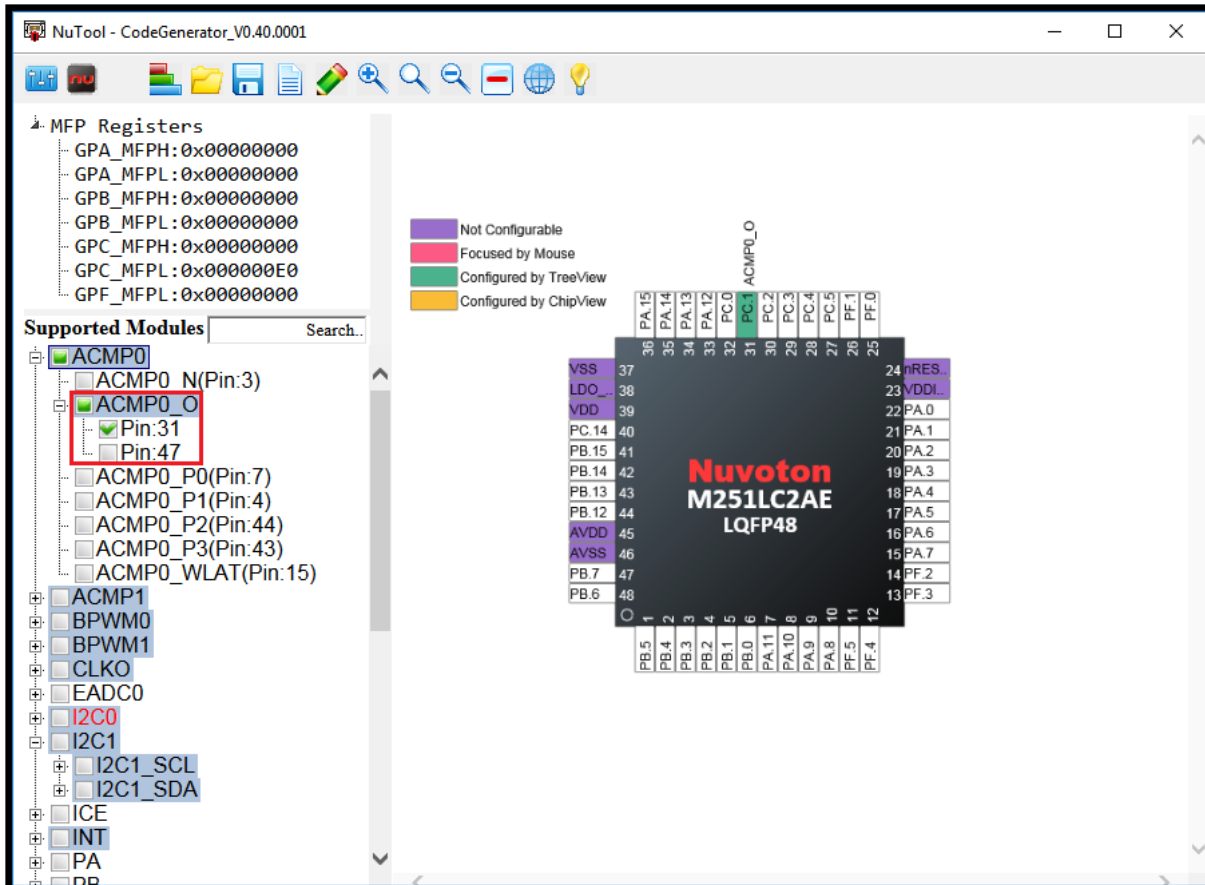 NuTool - CodeGenerator_V0.40.0001
nu
MFP Registers
GPA_MFPH:0x00000000
GPA_MFPL:0x00000000
GPB_MFPH:0x00000000
GPB_MFPL:0x00000000
GPC_MFPH:0x00000000
GPC_MFPL:0x000000E0
GPF_MFPL:0x00000000
Supported Modules
Search..
ACMP0
ACMP0_N(Pin:3)
ACMP0_O
Pin:31
Pin:47
ACMP0_P0(Pin:7)
ACMP0_P1(Pin:4)
ACMP0_P2(Pin:44)
ACMP0_P3(Pin:43)
ACMP0_WLAT(Pin:15)
ACMP1
BPWM0
BPWM1
CLKO
EADC0
I2C0
I2C1
I2C1_SCL
I2C1_SDA
ICE
INT
PA
PB
Not Configurable
Focused by Mouse
Configured by TreeView
Configured by ChipView
ACMP0_O
PA.15 PA.14 PA.13 PA.12 PC.0 PC.1 PC.2 PC.3 PC.4 PC.5 PF.1 PF.0
36 35 34 33 32 31 30 29 28 27 26 25
VSS 37
LDO_.. 38
VDD 39
PC.14 40
PB.15 41
PB.14 42
PB.13 43
PB.12 44
AVDD 45
AVSS 46
PB.7 47
PB.6 48
Nuvoton
M251LC2AE
LQFP48
24 nRES..
23 VDDI..
22 PA.0
21 PA.1
20 PA.2
19 PA.3
18 PA.4
17 PA.5
16 PA.6
15 PA.7
14 PF.2
13 PF.3
1 2 3 4 5 6 7 8 9 10 11 12
PB.5 PB.4 PB.3 PB.2 PB.1 PB.0 PA.11 PA.10 PA.9 PA.8 PF.5 PF.4